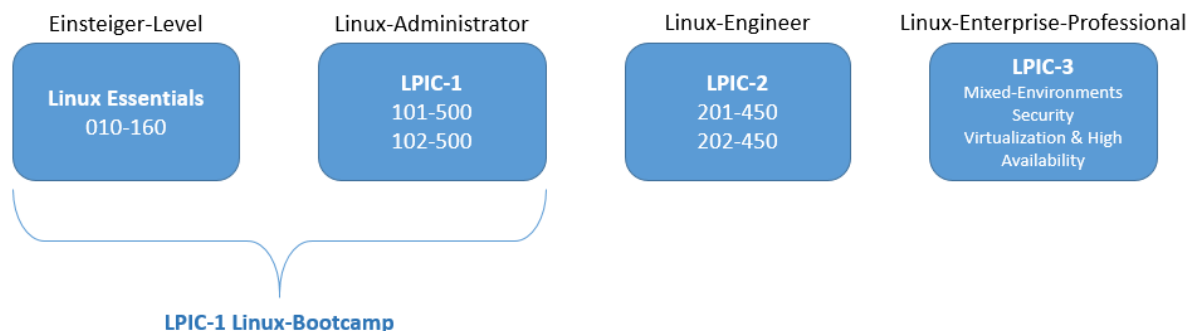 Einsteiger-Level
Linux Essentials
010-160
Linux-Administrator
LPIC-1
101-500
102-500
Linux-Engineer
LPIC-2
201-450
202-450
Linux-Enterprise-Professional
LPIC-3
Mixed-Environments
Security
Virtualization & High
Availability
LPIC-1 Linux-Bootcamp